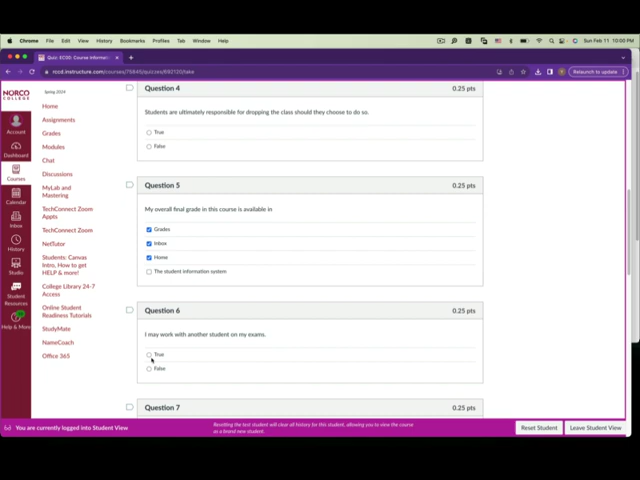 Chrome File Edit View History Bookmarks Profiles Tab Window Help
Sun Feb 11 10:00 PM
Quiz: EC00: Course Informat
rccd.instructure.com/courses/76845/quizzes/692120/take
Relaunch to update
NORCO
COLLEGE
Account
Dashboard
Courses
Calendar
Inbox
History
Studio
Student
Resources
Help & More
Spring 2024
Home
Assignments
Grades
Modules
Chat
Discussions
MyLab and
Mastering
TechConnect Zoom
Appts
TechConnect Zoom
NetTutor
Students: Canvas
Intro, How to get
HELP & more!
College Library 24-7
Access
Online Student
Readiness Tutorials
StudyMate
NameCoach
Office 365
Question 4 0.25 pts
Students are ultimately responsible for dropping the class should they choose to do so.
True
False
Question 5 0.25 pts
My overall final grade in this course is available in
Grades
Inbox
Home
The student information system
Question 6 0.25 pts
I may work with another student on my exams.
True
False
Question 7 0.25 pts
You are currently logged into Student View
Resetting the test student will clear all history for this student, allowing you to view the course
as a brand new student.
Reset Student
Leave Student View